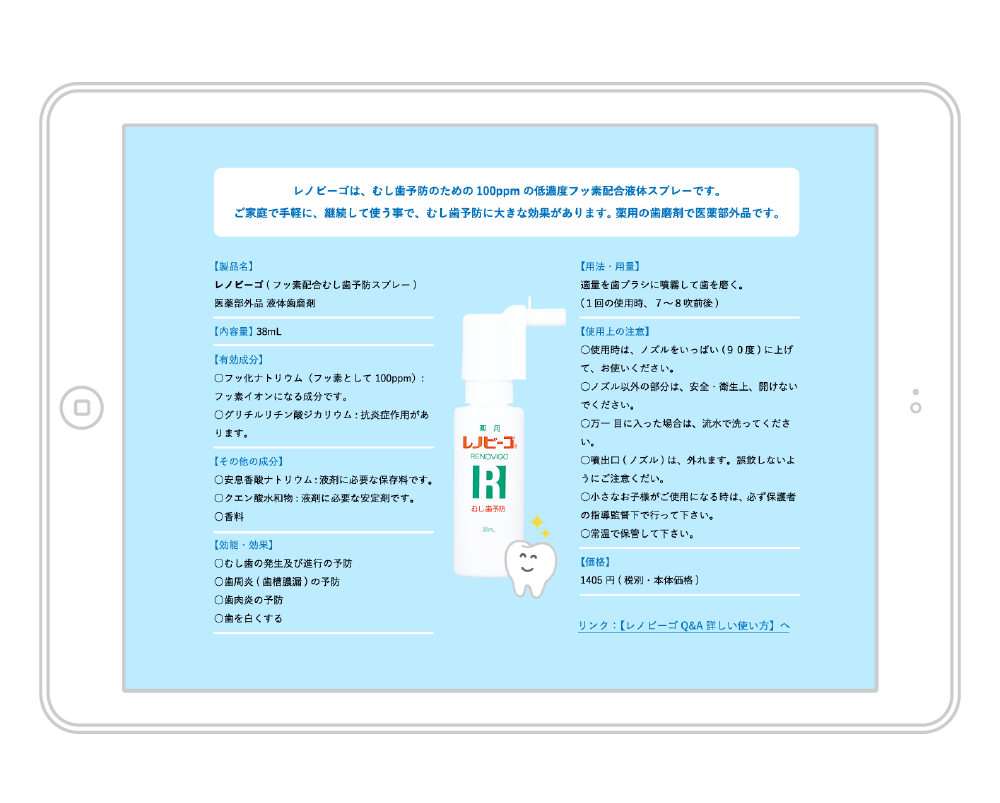 レノビーゴは、むし歯予防のための 100ppm の低濃度フッ素配合液体スプレーです。
ご家庭で手軽に、継続して使う事で、むし歯予防に大きな効果があります。薬用の歯磨剤で医薬部外品です。
【製品名】
レノビーゴ ( フッ素配合むし歯予防スプレー )
医薬部外品 液体歯磨剤
【内容量】38mL
【有効成分】
○フッ化ナトリウム（フッ素として 100ppm）:
フッ素イオンになる成分です。
○グリチルリチン酸ジカリウム : 抗炎症作用があ
ります。
【その他の成分】
○安息香酸ナトリウム : 液剤に必要な保存料です。
○クエン酸水和物 : 液剤に必要な安定剤です。
○香料
【効能・効果】
○むし歯の発生及び進行の予防
○歯周炎 ( 歯槽膿漏 ) の予防
○歯肉炎の予防
○歯を白くする
薬 用
レノビーゴ®
RENOVIGO
R
むし歯予防
38mL
【用法・用量】
適量を歯ブラシに噴霧して歯を磨く。
（1 回の使用時、７～８吹前後）
【使用上の注意】
○使用時は、ノズルをいっぱい ( ９０度 ) に上げ
て、お使いください。
○ノズル以外の部分は、安全・衛生上、開けない
でください。
○万一 目に入った場合は、流水で洗ってくださ
い。
○噴出口 ( ノズル ) は、外れます。誤飲しないよ
うにご注意くだい。
○小さなお子様がご使用になる時は、必ず保護者
の指導監督下で行って下さい。
○常温で保管して下さい。
【価格】
1405 円 ( 税別・本体価格 )
リンク：【レノビーゴ Q&A 詳しい使い方】へ